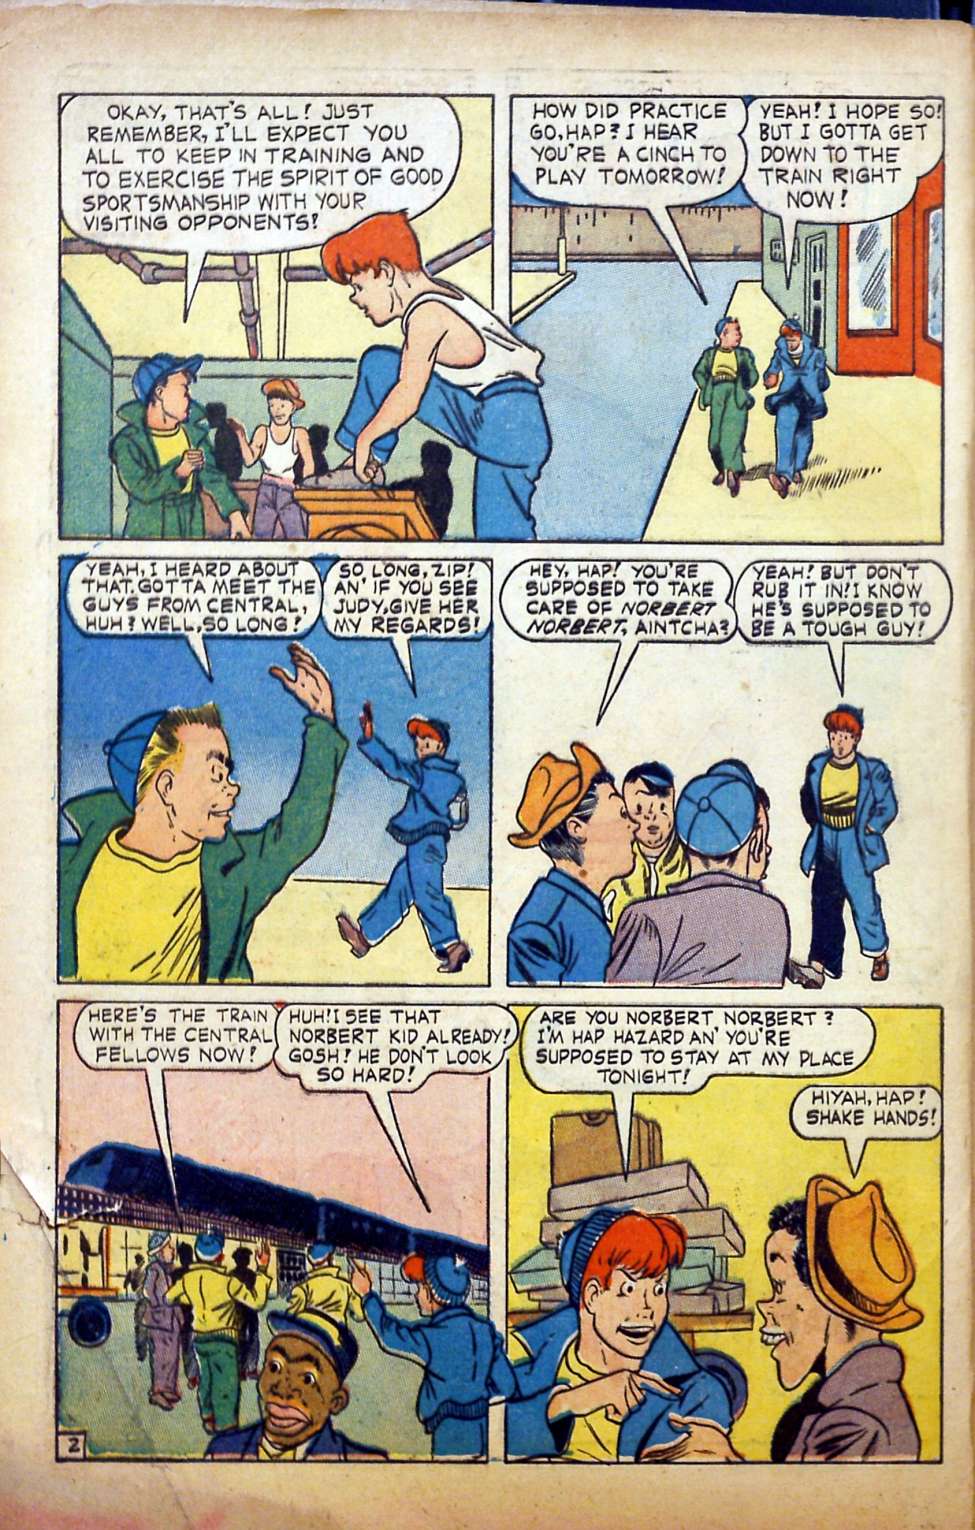 OKAY, THAT'S ALL! JUST
REMEMBER, I'LL EXPECT YOU
ALL TO KEEP IN TRAINING AND
TO EXERCISE THE SPIRIT OF GOOD
SPORTSMANSHIP WITH YOUR
VISITING OPPONENTS!
HOW DID PRACTICE
GO, HAP? I HEAR
YOU'RE A CINCH TO
PLAY TOMORROW!
YEAH! I HOPE SO!
BUT I GOTTA GET
DOWN TO THE
TRAIN RIGHT
NOW!
YEAH, I HEARD ABOUT
THAT. GOTTA MEET THE
GUYS FROM CENTRAL,
HUH? WELL, SO LONG!
SO LONG, ZIP!
AN' IF YOU SEE
JUDY, GIVE HER
MY REGARDS!
HEY, HAP! YOU'RE
SUPPOSED TO TAKE
CARE OF NORBERT
NORBERT, AINTCHA?
YEAH! BUT DON'T
RUB IT IN! I KNOW
HE'S SUPPOSED TO
BE A TOUGH GUY!
HERE'S THE TRAIN
WITH THE CENTRAL
FELLOWS NOW!
HUH! I SEE THAT
NORBERT KID ALREADY!
GOSH! HE DON'T LOOK
SO HARD!
ARE YOU NORBERT NORBERT?
I'M HAP HAZARD AN' YOU'RE
SUPPOSED TO STAY AT MY PLACE
TONIGHT!
HIYAH, HAP!
SHAKE HANDS!
2